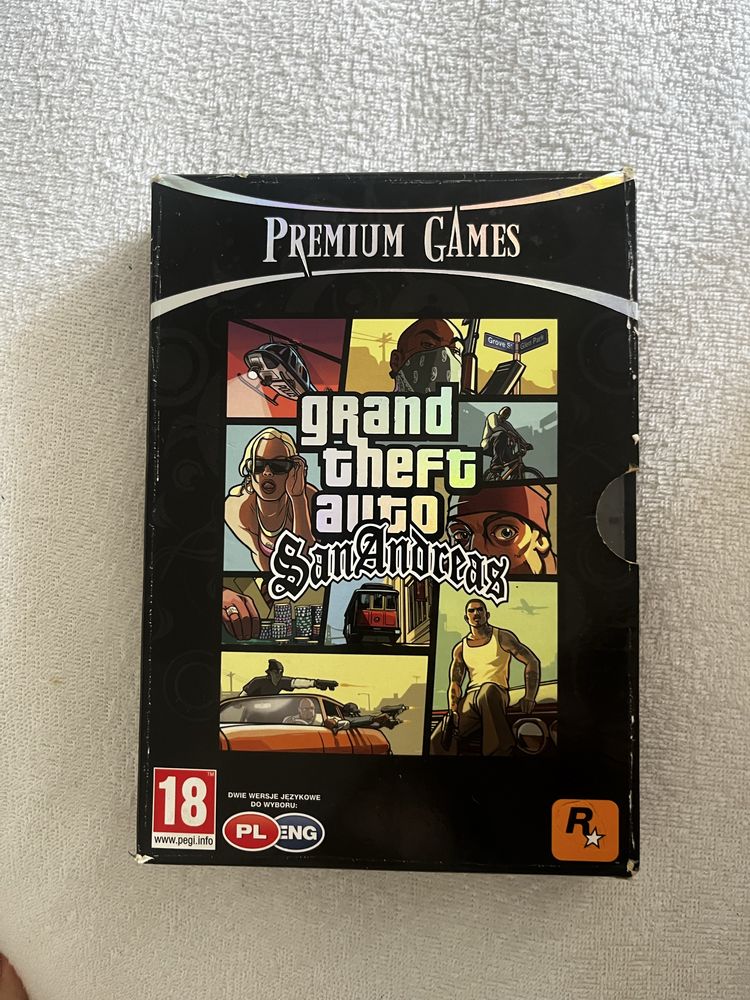 PREMIUM GAMES
Grove St
Glen Park
grand
theft
auto
San Andreas
18
TM
www.pegi.info
DWIE WERSJE JĘZYKOWE
DO WYBORU:
PL ENG
R